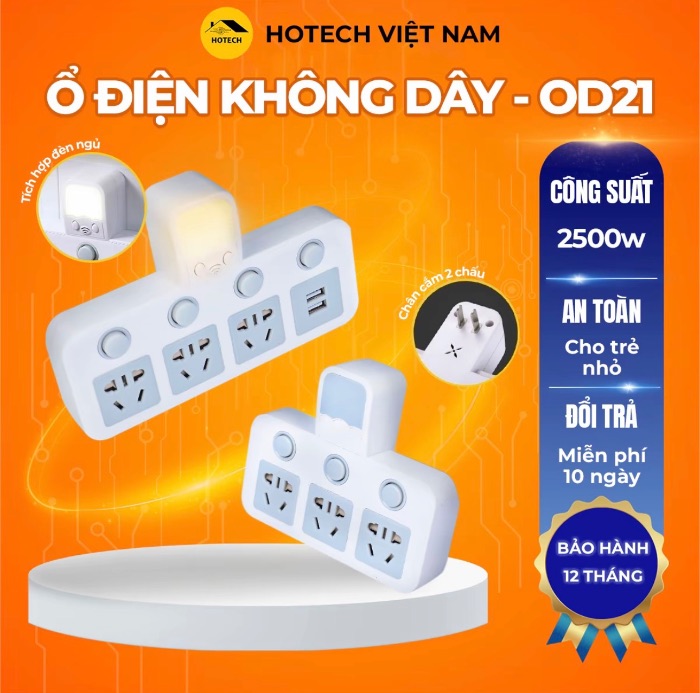 HOTECH
HOTECH VIỆT NAM
Ổ ĐIỆN KHÔNG DÂY - OD21
Tích hợp đèn ngủ
Chân cắm 2 chấu
CÔNG SUẤT
2500w
AN TOÀN
Cho trẻ
nhỏ
ĐỔI TRẢ
Miễn phí
10 ngày
BẢO HÀNH
12 THÁNG